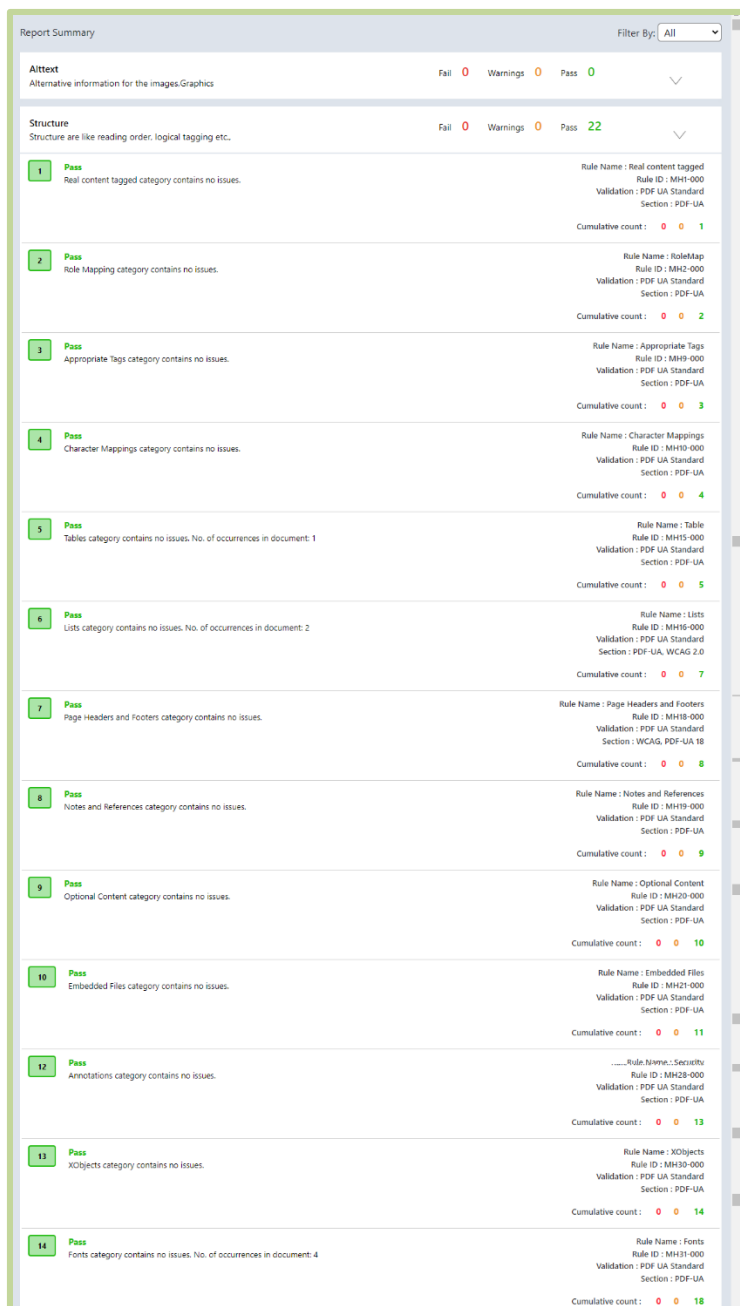 Report Summary
Filter By: All
Alttext
Alternative information for the images.Graphics
Fail 0 Warnings 0 Pass 0
Structure
Structure are like reading order, logical tagging etc.,
Fail 0 Warnings 0 Pass 22
1 Pass
Real content tagged category contains no issues.
Rule Name : Real content tagged
Rule ID : MH1-000
Validation : PDF UA Standard
Section : PDF-UA
Cumulative count : 0 0 1
2 Pass
Role Mapping category contains no issues.
Rule Name : RoleMap
Rule ID : MH2-000
Validation : PDF UA Standard
Section : PDF-UA
Cumulative count : 0 0 2
3 Pass
Appropriate Tags category contains no issues.
Rule Name : Appropriate Tags
Rule ID : MH9-000
Validation : PDF UA Standard
Section : PDF-UA
Cumulative count : 0 0 3
4 Pass
Character Mappings category contains no issues.
Rule Name : Character Mappings
Rule ID : MH10-000
Validation : PDF UA Standard
Section : PDF-UA
Cumulative count : 0 0 4
5 Pass
Tables category contains no issues. No. of occurrences in document: 1
Rule Name : Table
Rule ID : MH15-000
Validation : PDF UA Standard
Section : PDF-UA
Cumulative count : 0 0 5
6 Pass
Lists category contains no issues. No. of occurrences in document: 2
Rule Name : Lists
Rule ID : MH16-000
Validation : PDF UA Standard
Section : PDF-UA, WCAG 2.0
Cumulative count : 0 0 7
7 Pass
Page Headers and Footers category contains no issues.
Rule Name : Page Headers and Footers
Rule ID : MH18-000
Validation : PDF UA Standard
Section : WCAG, PDF-UA 18
Cumulative count : 0 0 8
8 Pass
Notes and References category contains no issues.
Rule Name : Notes and References
Rule ID : MH19-000
Validation : PDF UA Standard
Section : PDF-UA
Cumulative count : 0 0 9
9 Pass
Optional Content category contains no issues.
Rule Name : Optional Content
Rule ID : MH20-000
Validation : PDF UA Standard
Section : PDF-UA
Cumulative count : 0 0 10
10 Pass
Embedded Files category contains no issues.
Rule Name : Embedded Files
Rule ID : MH21-000
Validation : PDF UA Standard
Section : PDF-UA
Cumulative count : 0 0 11
12 Pass
Annotations category contains no issues.
Rule Name : Security
Rule ID : MH28-000
Validation : PDF UA Standard
Section : PDF-UA
Cumulative count : 0 0 13
13 Pass
XObjects category contains no issues.
Rule Name : XObjects
Rule ID : MH30-000
Validation : PDF UA Standard
Section : PDF-UA
Cumulative count : 0 0 14
14 Pass
Fonts category contains no issues. No. of occurrences in document: 4
Rule Name : Fonts
Rule ID : MH31-000
Validation : PDF UA Standard
Section : PDF-UA
Cumulative count : 0 0 18